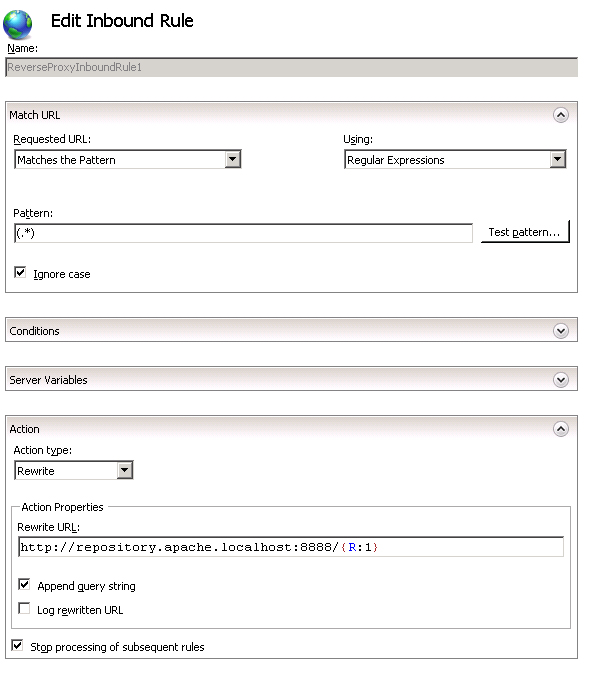 Edit Inbound Rule
Name:
ReverseProxyInboundRule1
Match URL
Requested URL:
Using:
Matches the Pattern
Regular Expressions
Pattern:
(.*)
Test pattern...
Ignore case
Conditions
Server Variables
Action
Action type:
Rewrite
Action Properties
Rewrite URL:
http://repository.apache.localhost:8888/{R:1}
Append query string
Log rewritten URL
Stop processing of subsequent rules